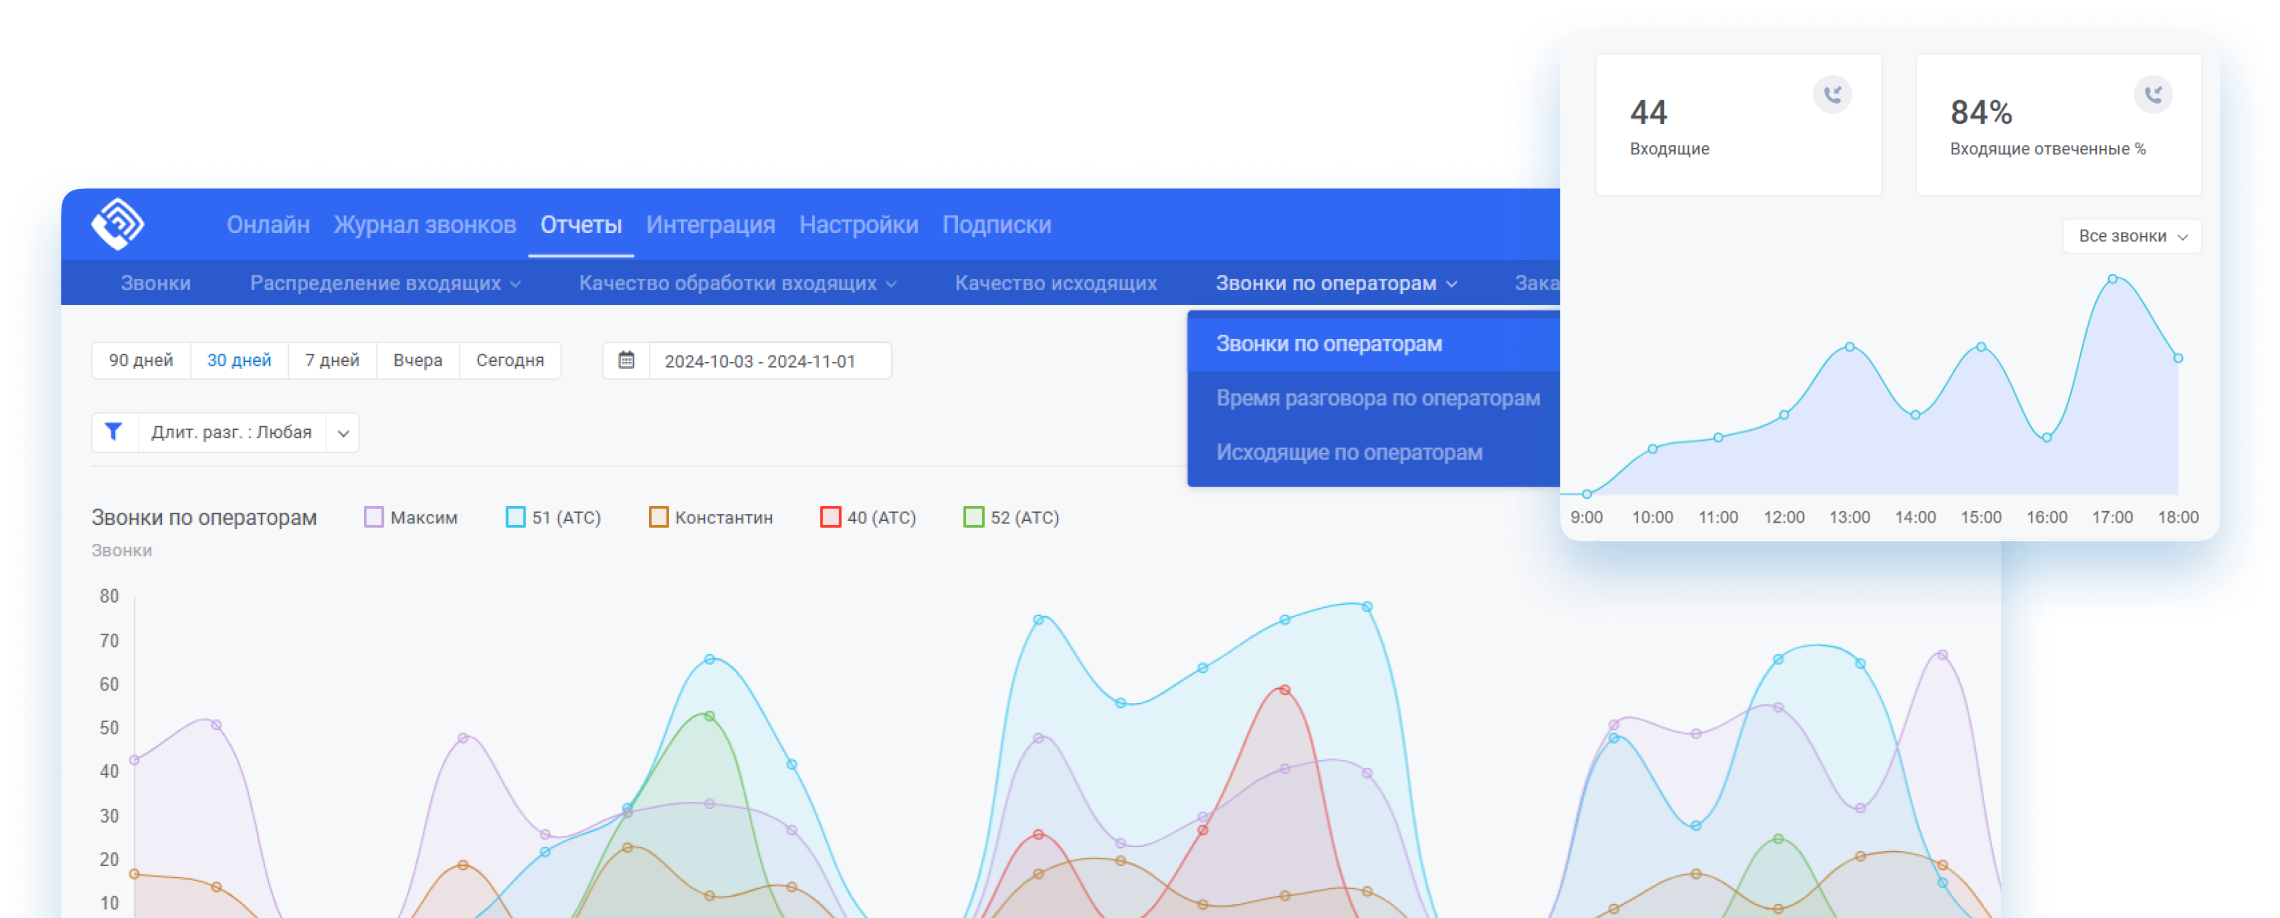 44
Входящие
84%
Входящие отвеченные %
Все звонки
9:00 10:00 11:00 12:00 13:00 14:00 15:00 16:00 17:00 18:00
Онлайн Журнал звонков Отчеты Интеграция Настройки Подписки
Звонки Распределение входящих Качество обработки входящих Качество исходящих Звонки по операторам Зака
Звонки по операторам
Время разговора по операторам
Исходящие по операторам
90 дней 30 дней 7 дней Вчера Сегодня 2024-10-03 - 2024-11-01
Длит. разг. : Любая
Звонки по операторам Максим 51 (АТС) Константин 40 (АТС) 52 (АТС)
Звонки
80
70
60
50
40
30
20
10